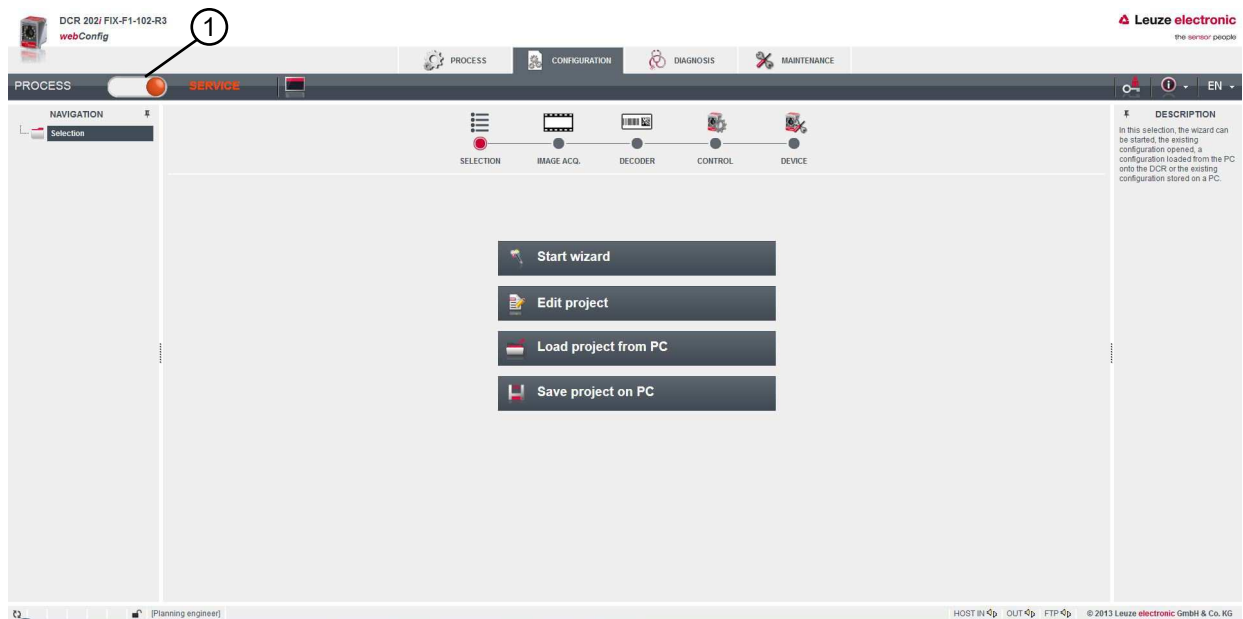 DCR 202i FIX-F1-102-R3
webConfig
1
Leuze electronic
the sensor people
PROCESS
CONFIGURATION
DIAGNOSIS
MAINTENANCE
PROCESS
SERVICE
EN
NAVIGATION
Selection
SELECTION
IMAGE ACQ.
DECODER
CONTROL
DEVICE
DESCRIPTION
In this selection, the wizard can
be started, the existing
configuration opened, a
configuration loaded from the PC
onto the DCR or the existing
configuration stored on a PC.
Start wizard
Edit project
Load project from PC
Save project on PC
[Planning engineer]
HOST IN OUT FTP © 2013 Leuze electronic GmbH & Co. KG